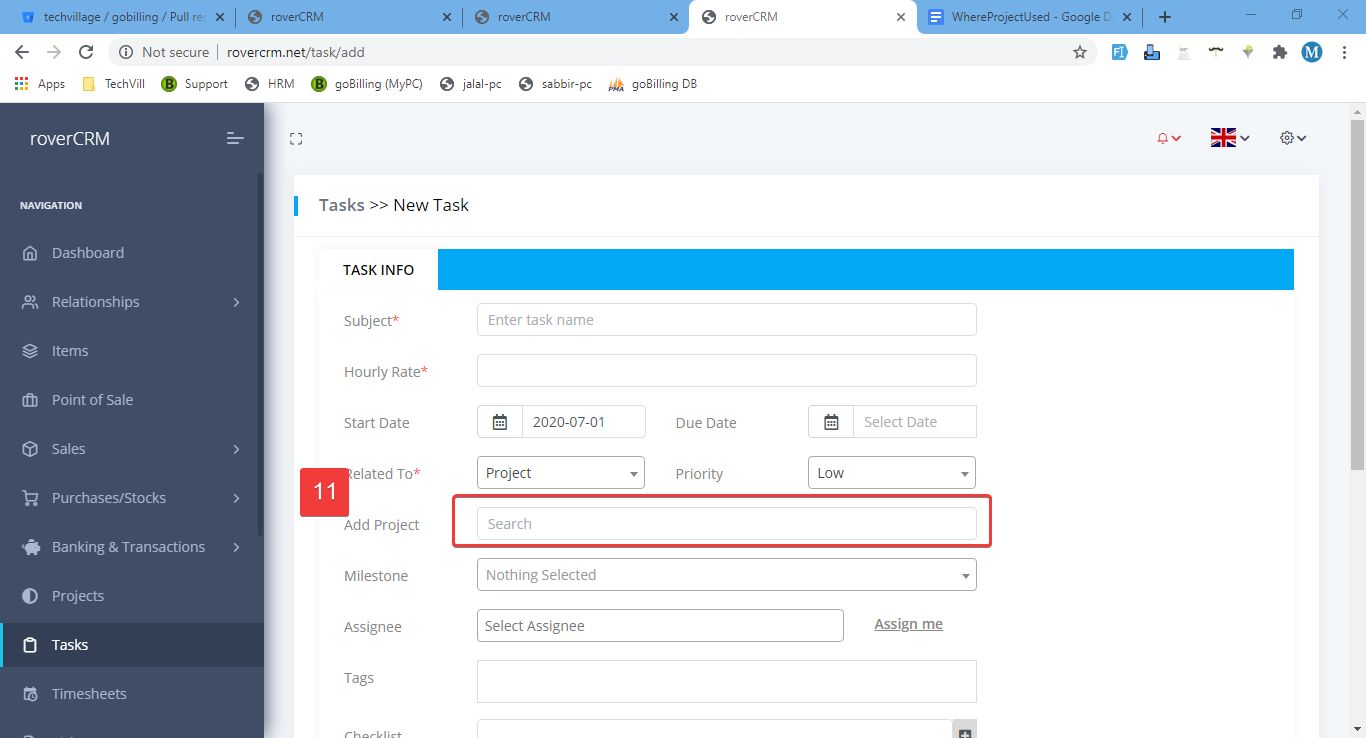 techvillage / gobilling / Pull re
roverCRM
roverCRM
roverCRM
WhereProjectUsed - Google D
Not secure
rovercrm.net/task/add
M
Apps
TechVill
Support
HRM
goBilling (MyPC)
jalal-pc
sabbir-pc
goBilling DB
roverCRM
NAVIGATION
Dashboard
Relationships
Items
Point of Sale
Sales
Purchases/Stocks
Banking & Transactions
Projects
Tasks
Timesheets
Tasks >> New Task
TASK INFO
Subject*
Enter task name
Hourly Rate*
Start Date
2020-07-01
Due Date
Select Date
Related To*
Project
Priority
Low
11
Add Project
Search
Milestone
Nothing Selected
Assignee
Select Assignee
Assign me
Tags
Checklist